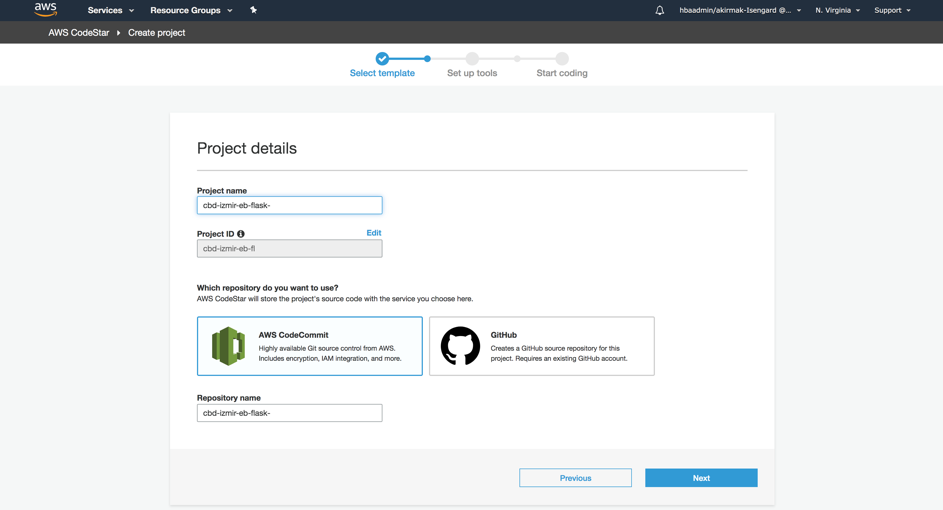 aws
Services
Resource Groups
hbaadmin/akirmak-Isengard @...
N. Virginia
Support
AWS CodeStar
Create project
Select template
Set up tools
Start coding
Project details
Project name
cbd-izmir-eb-flask-
Project ID
Edit
cbd-izmir-eb-fl
Which repository do you want to use?
AWS CodeStar will store the project's source code with the service you choose here.
AWS CodeCommit
Highly available Git source control from AWS.
Includes encryption, IAM integration, and more.
GitHub
Creates a GitHub source repository for this
project. Requires an existing GitHub account.
Repository name
cbd-izmir-eb-flask-
Previous
Next